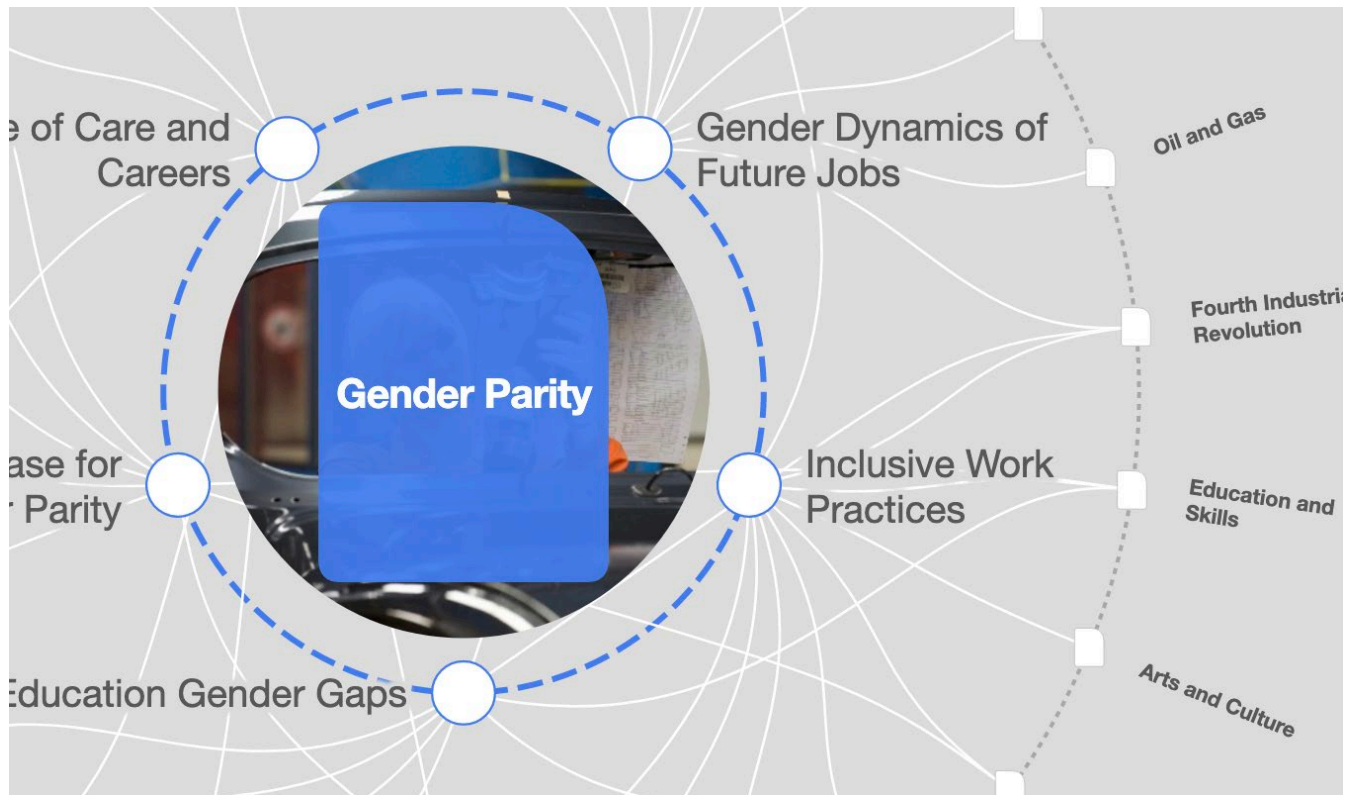 e of Care and
Careers
Gender Dynamics of
Future Jobs
Oil and Gas
Fourth Industria
Revolution
Gender Parity
ase for
r Parity
Inclusive Work
Practices
Education and
Skills
Education Gender Gaps
Arts and Culture